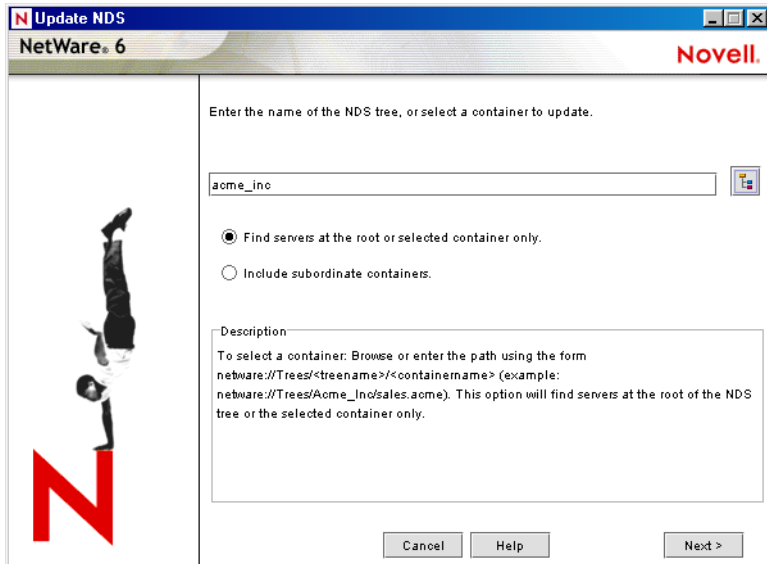 N Update NDS
NetWare® 6
Novell.
Enter the name of the NDS tree, or select a container to update.
acme_inc
Find servers at the root or selected container only.
Include subordinate containers.
Description
To select a container: Browse or enter the path using the form
netware://Trees/<treename>/<containername> (example:
netware://Trees/Acme_Inc/sales.acme). This option will find servers at the root of the NDS
tree or the selected container only.
N
Cancel
Help
Next >